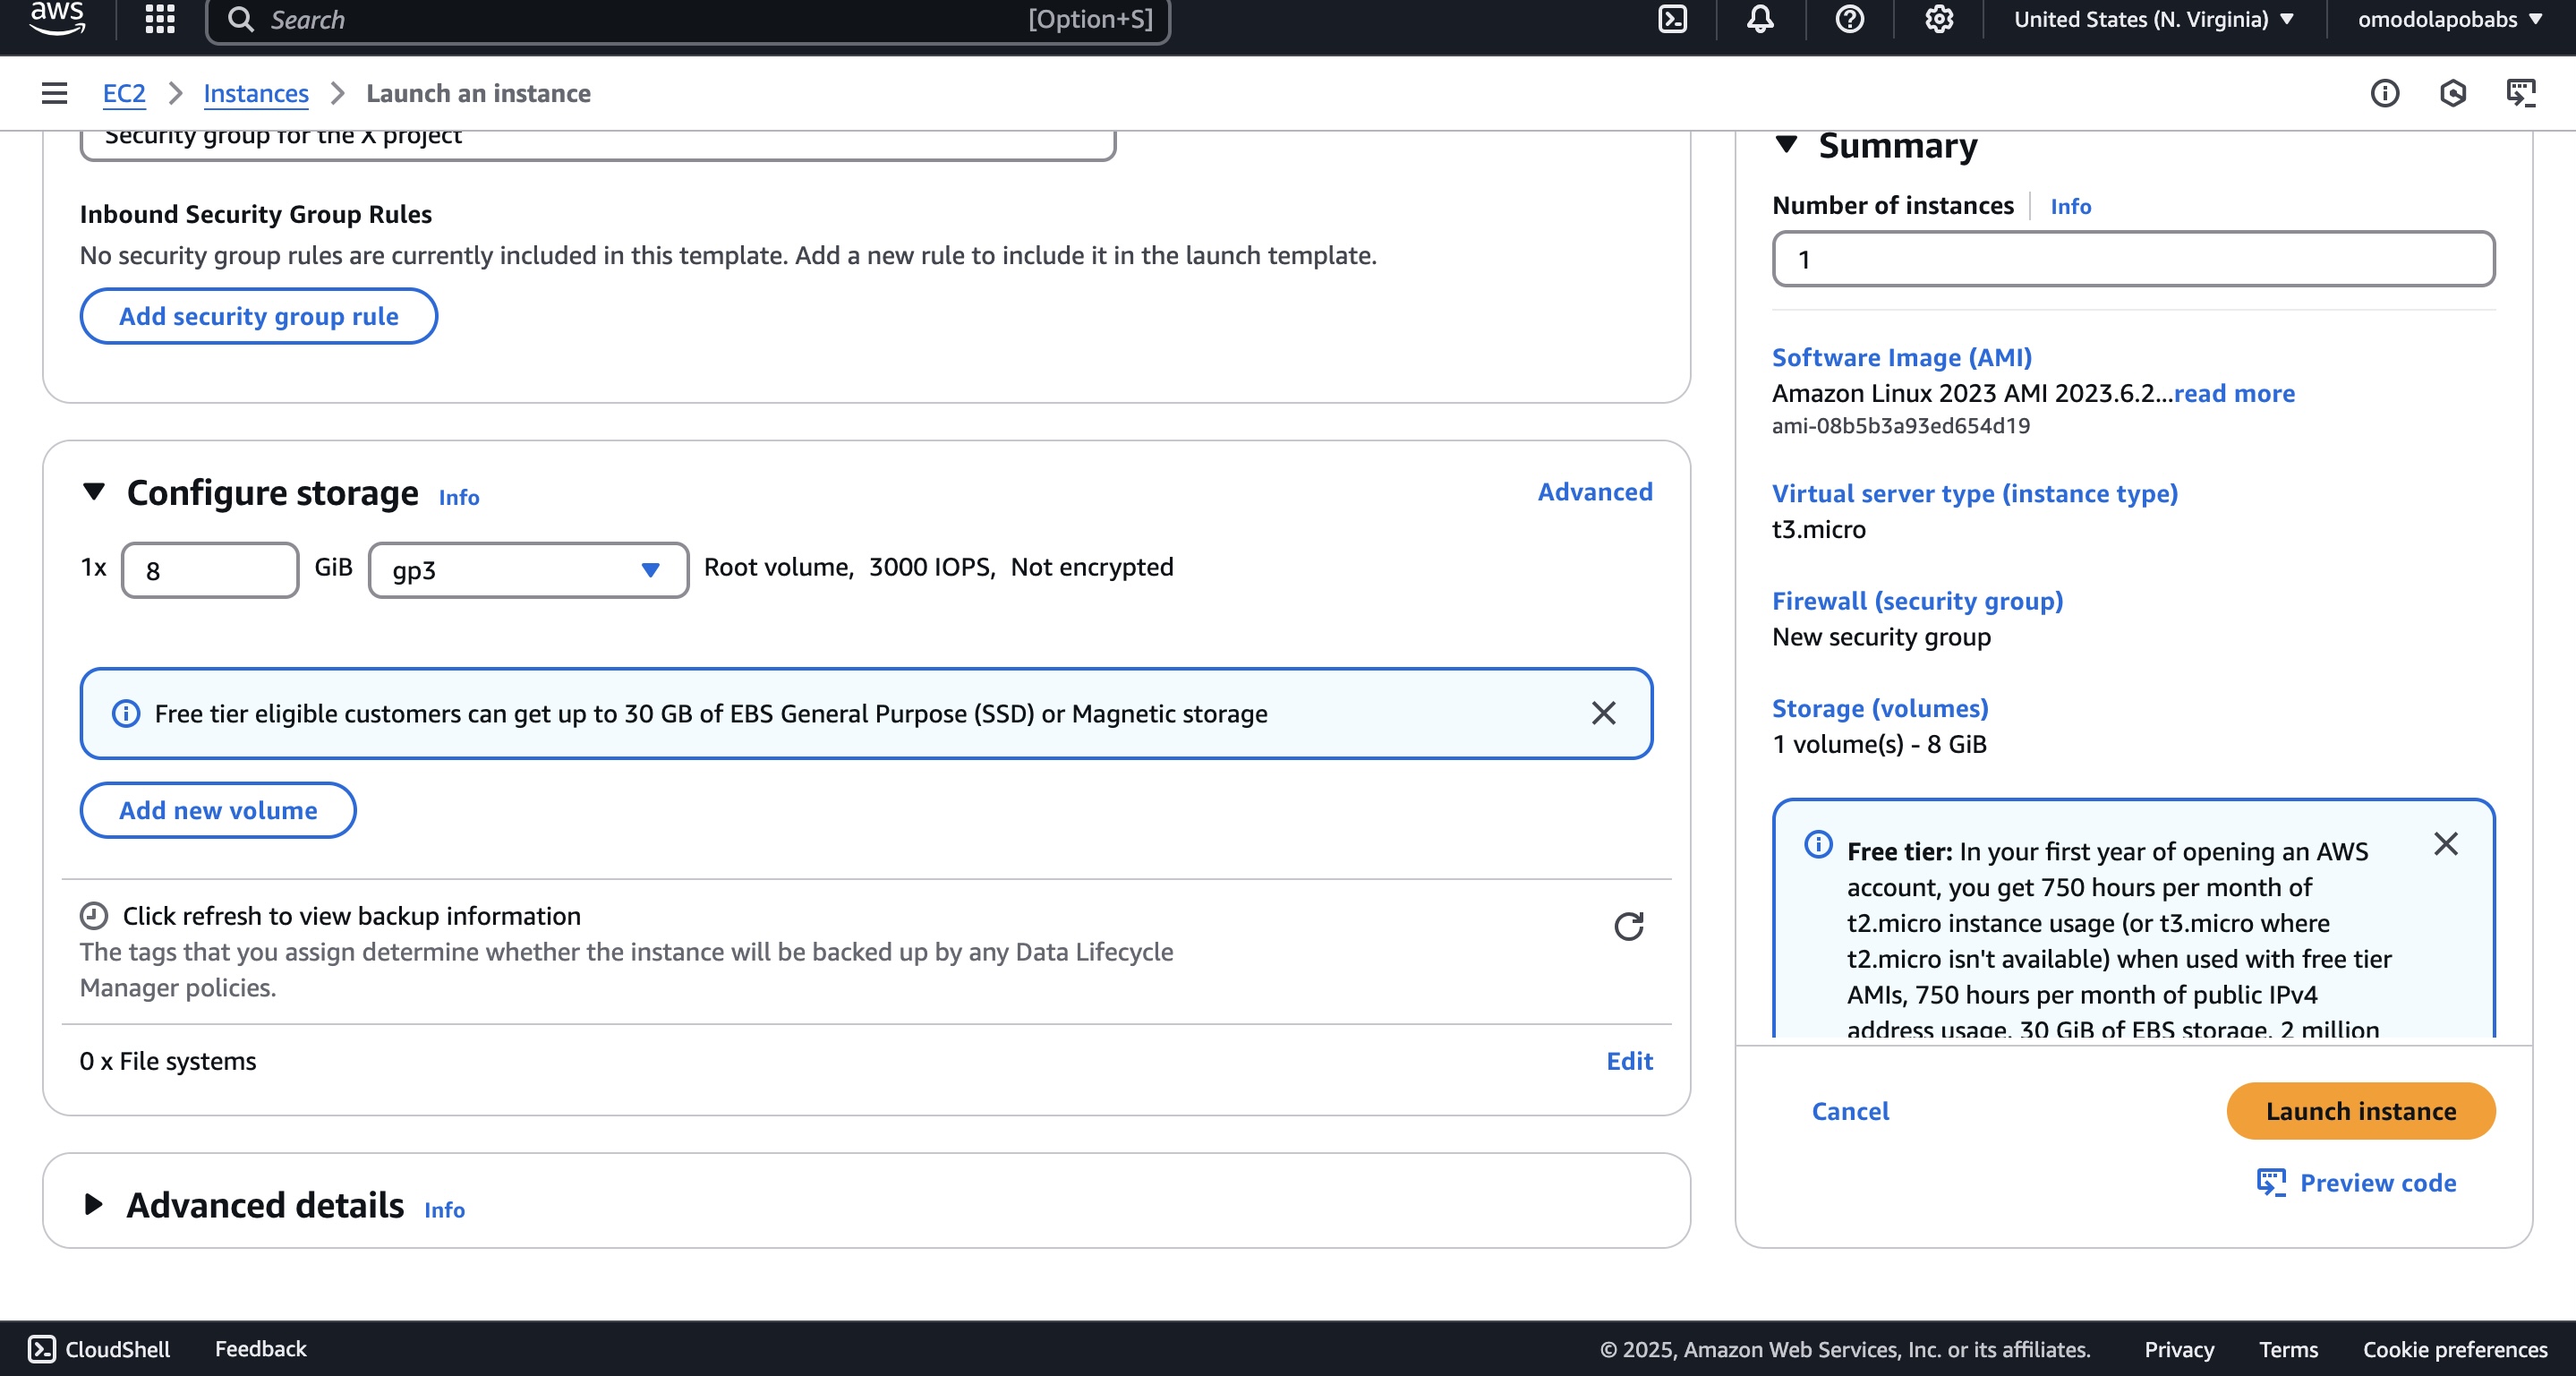 aws
Search [Option+S]
United States (N. Virginia)
omodolapobabs
EC2 Instances Launch an instance
Security group for the X project
Inbound Security Group Rules
No security group rules are currently included in this template. Add a new rule to include it in the launch template.
Add security group rule
Configure storage Info
Advanced
1x 8 GiB gp3 Root volume, 3000 IOPS, Not encrypted
Free tier eligible customers can get up to 30 GB of EBS General Purpose (SSD) or Magnetic storage
Add new volume
Click refresh to view backup information
The tags that you assign determine whether the instance will be backed up by any Data Lifecycle
Manager policies.
0 x File systems
Edit
Advanced details Info
Summary
Number of instances Info
1
Software Image (AMI)
Amazon Linux 2023 AMI 2023.6.2...read more
ami-08b5b3a93ed654d19
Virtual server type (instance type)
t3.micro
Firewall (security group)
New security group
Storage (volumes)
1 volume(s) - 8 GiB
Free tier: In your first year of opening an AWS
account, you get 750 hours per month of
t2.micro instance usage (or t3.micro where
t2.micro isn't available) when used with free tier
AMIs, 750 hours per month of public IPv4
address usage, 30 GiB of EBS storage, 2 million
Cancel
Launch instance
Preview code
CloudShell Feedback
© 2025, Amazon Web Services, Inc. or its affiliates. Privacy Terms Cookie preferences